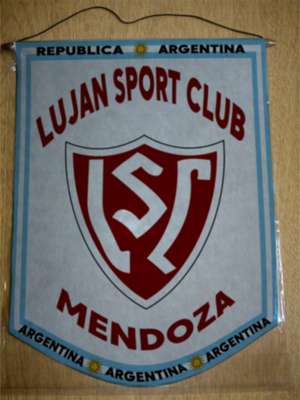 REPUBLICA ARGENTINA
LUJAN SPORT CLUB
LSC
MENDOZA
ARGENTINA ARGENTINA ARGENTINA